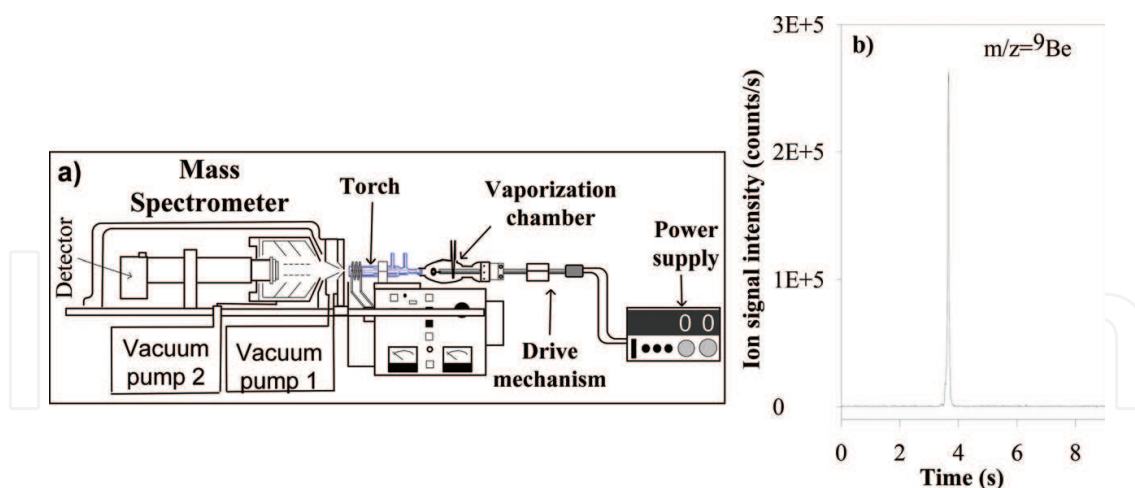 a)
Mass
Spectrometer
Detector
Torch
Vaporization
chamber
Power
supply
0 0
Vacuum
pump 2
Vacuum
pump 1
Drive
mechanism
b)
m/z=⁹Be
Ion signal intensity (counts/s)
3E+5
2E+5
1E+5
0
0 2 4 6 8
Time (s)